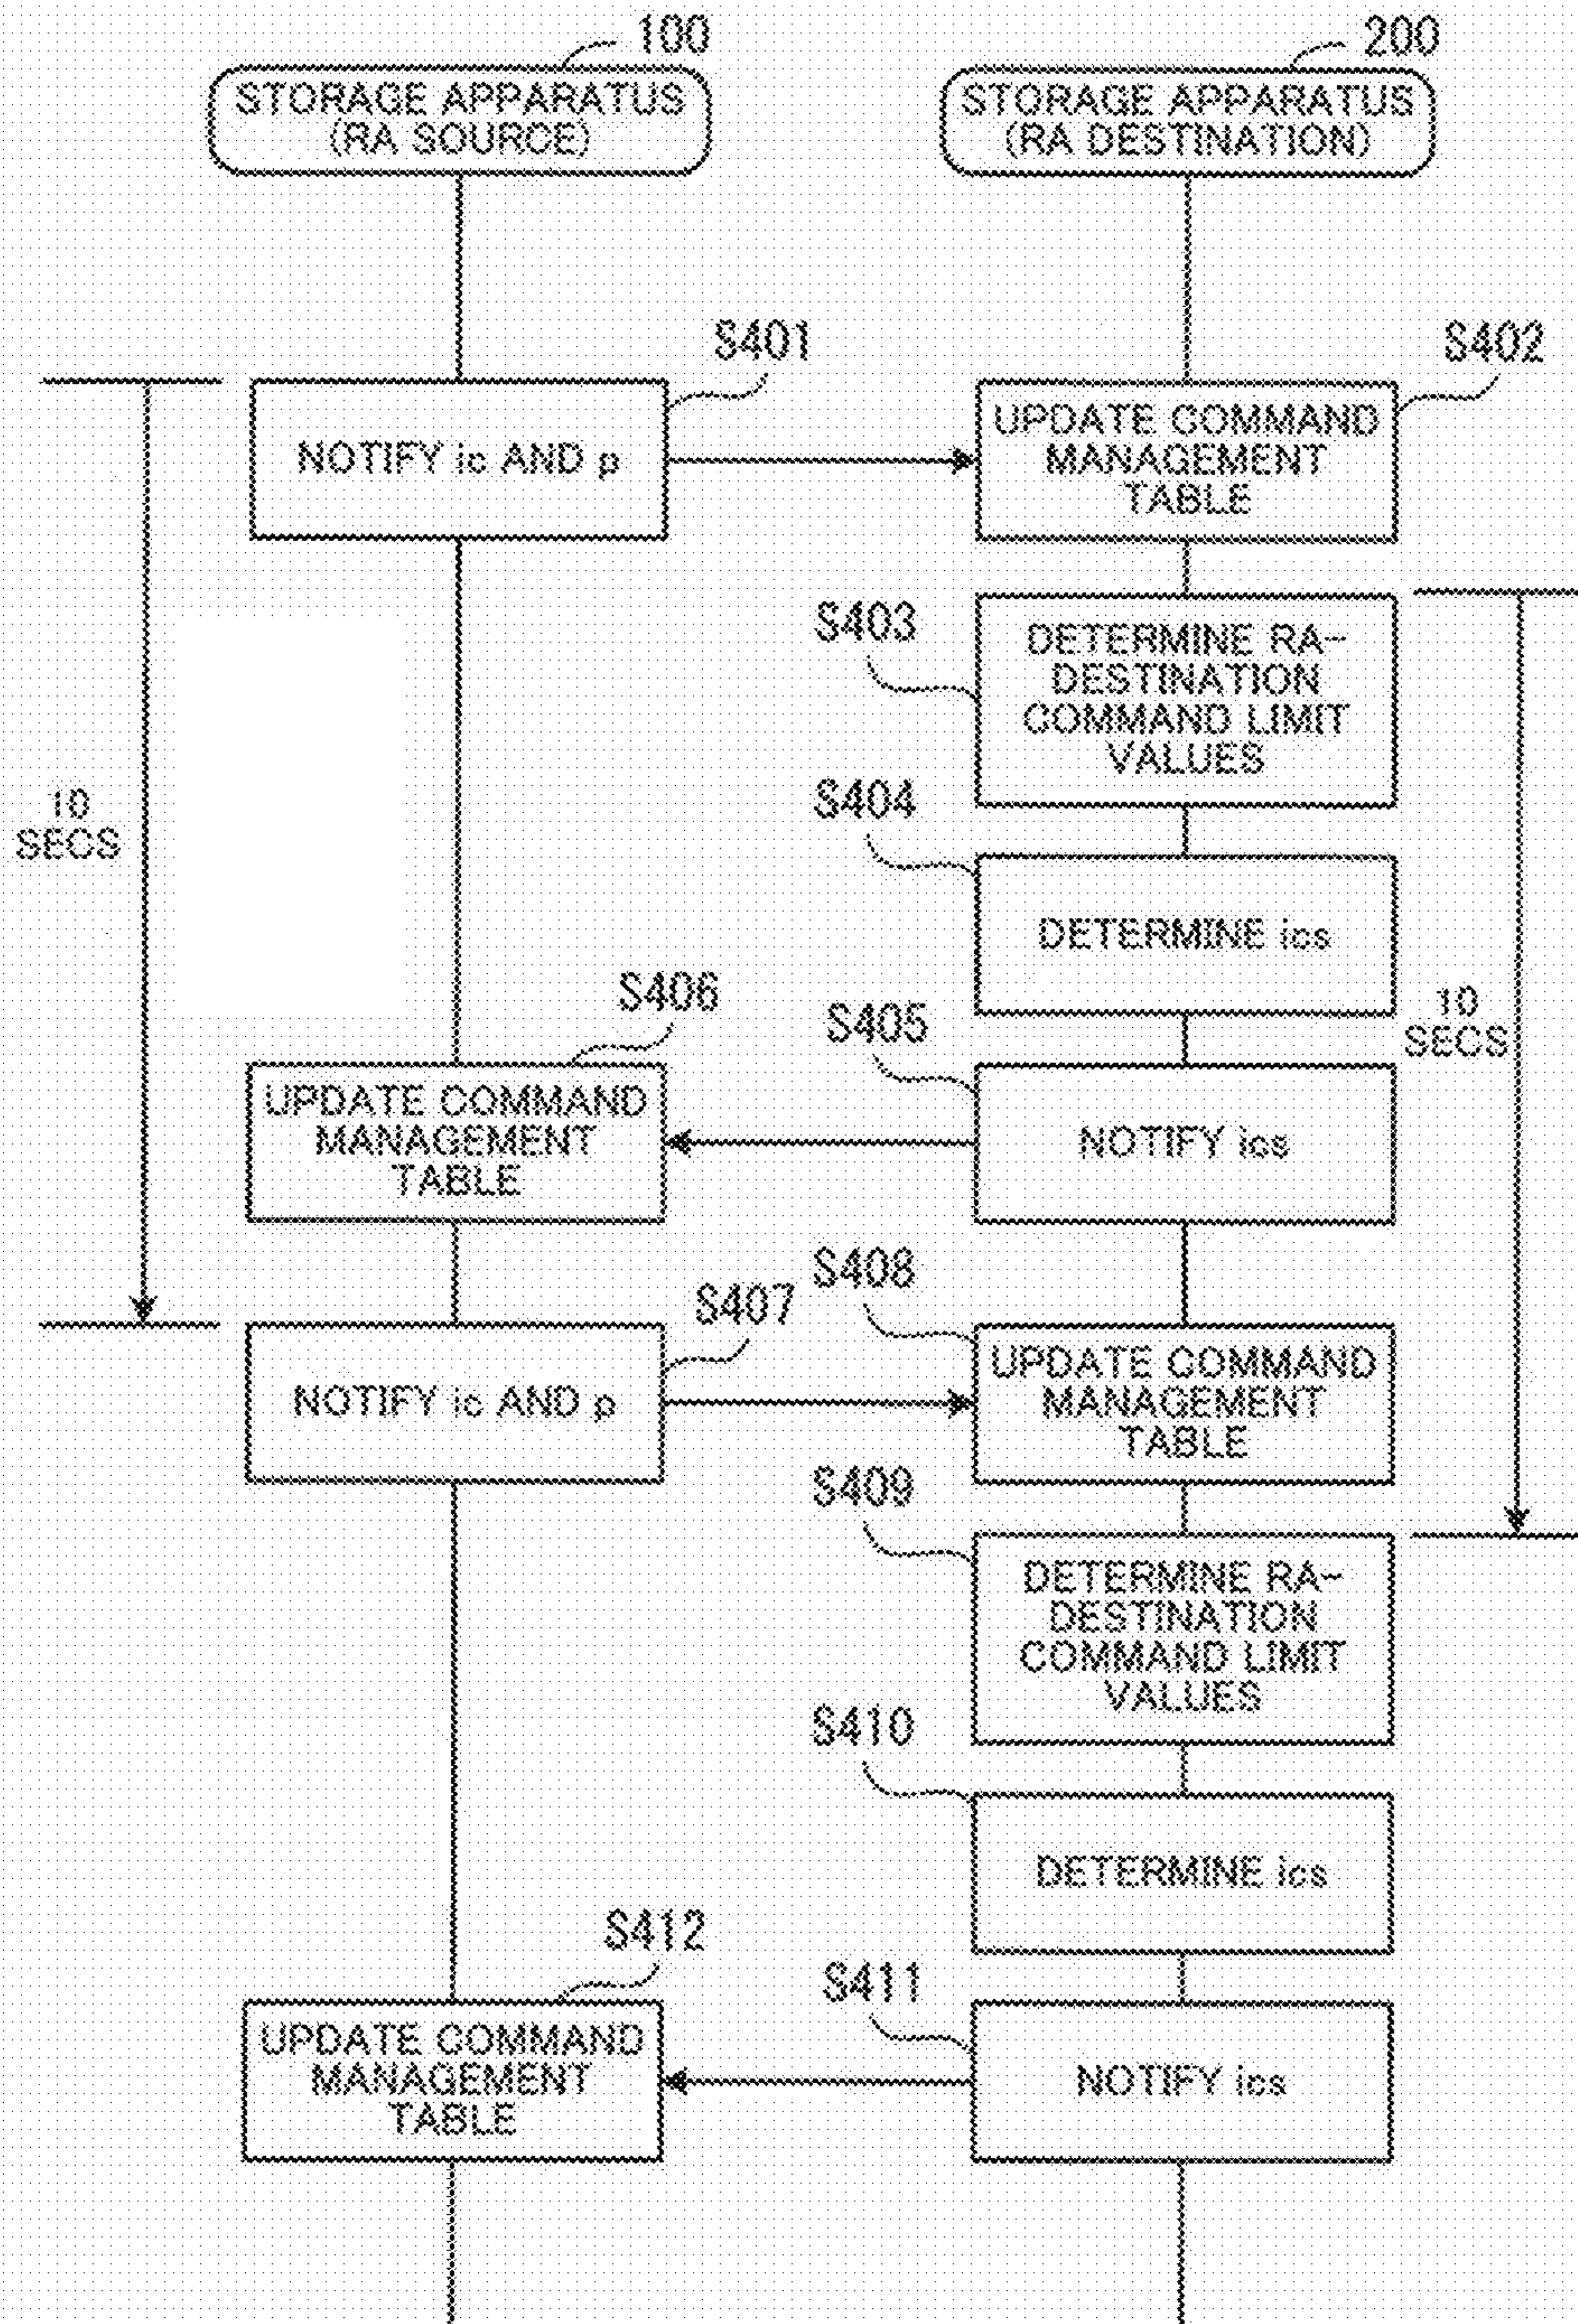 100
200
STORAGE APPARATUS
(RA SOURCE)
STORAGE APPARATUS
(RA DESTINATION)
S401
S402
NOTIFY ic AND p
UPDATE COMMAND
MANAGEMENT
TABLE
S403
DETERMINE RA-
DESTINATION
COMMAND LIMIT
VALUES
10
SECS
S404
DETERMINE ics
S406
S405
10
SECS
UPDATE COMMAND
MANAGEMENT
TABLE
NOTIFY ics
S408
S407
NOTIFY ic AND p
UPDATE COMMAND
MANAGEMENT
TABLE
S409
DETERMINE RA-
DESTINATION
COMMAND LIMIT
VALUES
S410
DETERMINE ics
S412
S411
UPDATE COMMAND
MANAGEMENT
TABLE
NOTIFY ics